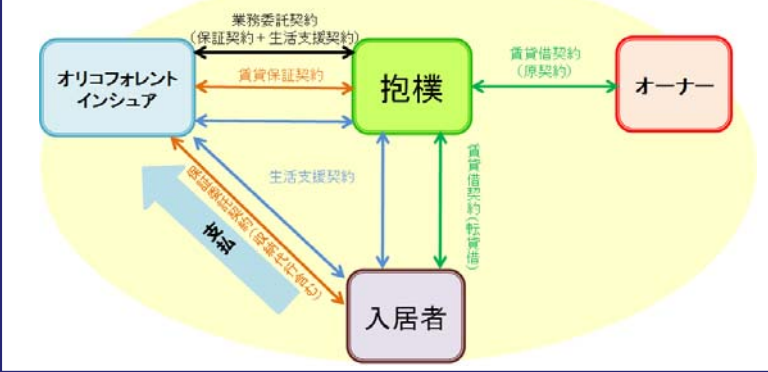 業務委託契約
(保証契約+生活支援契約)
賃貸借契約
(原契約)
オリコフォレント
インシュア
賃貸保証契約
抱樸
オーナー
生活支援契約
賃貸借契約(転貸借)
保証委託契約(収納代行含む)
支払
入居者